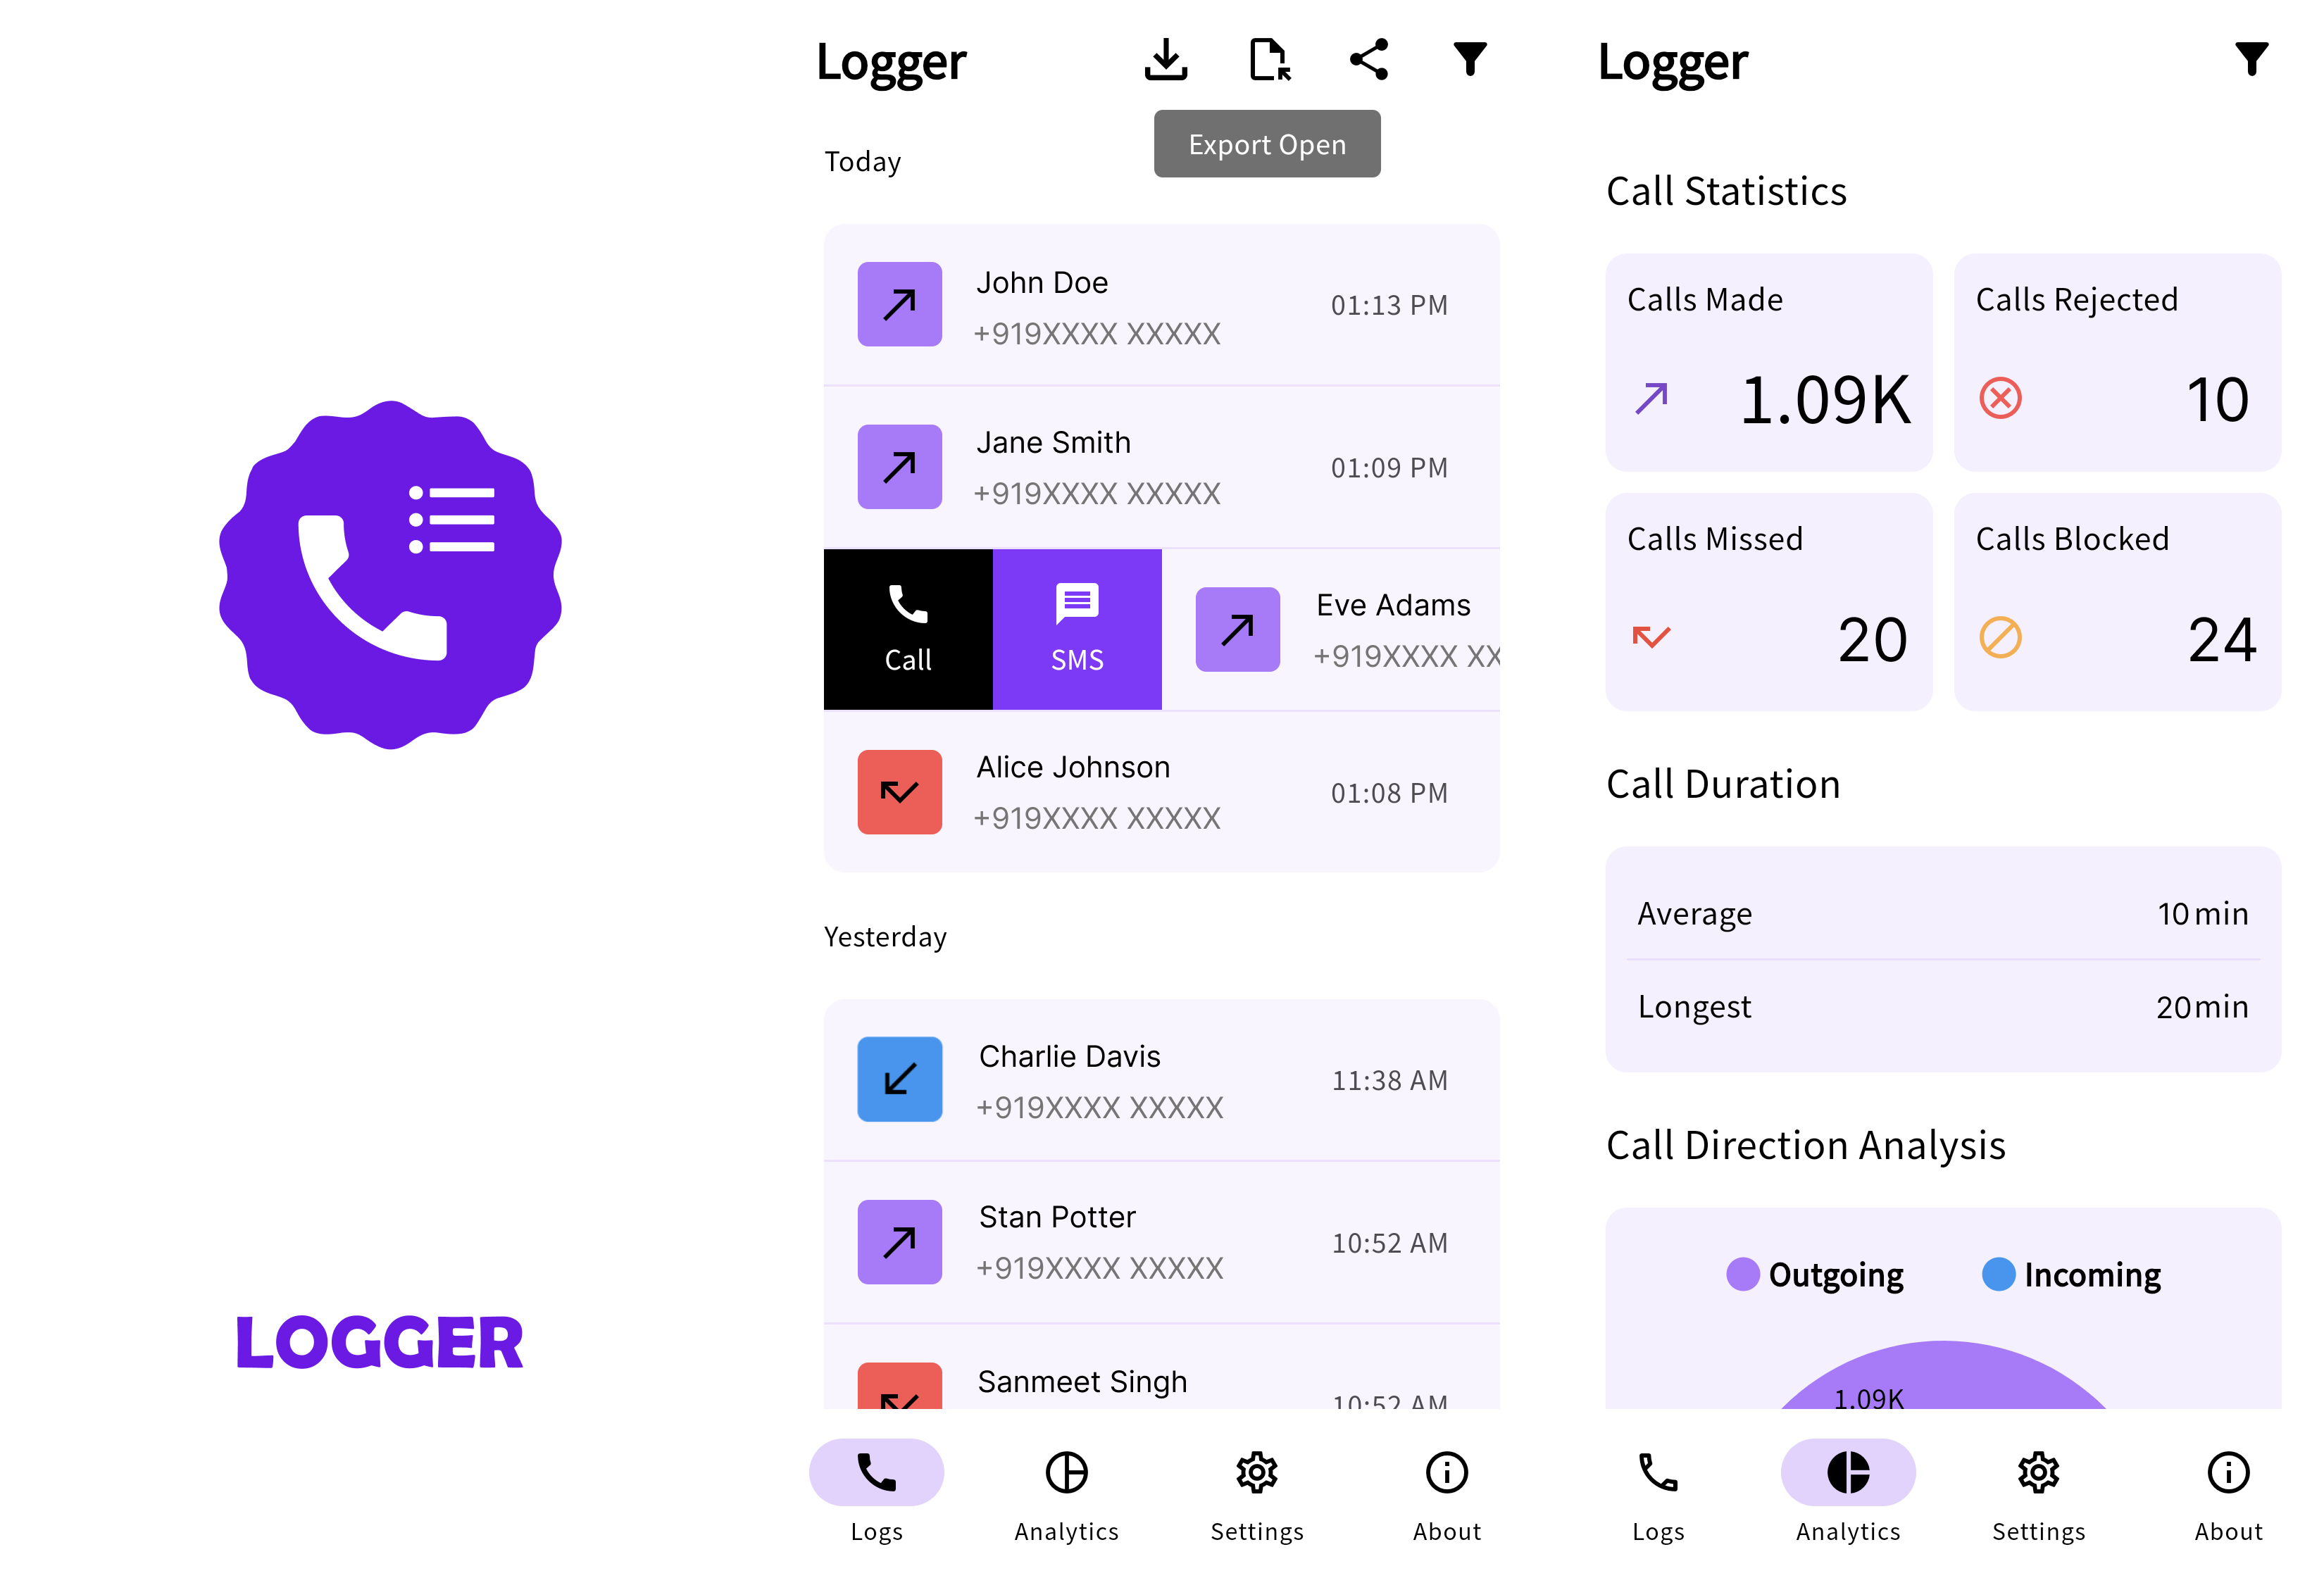 LOGGER
Logger
Export Open
Today
John Doe
+919XXXX XXXXX
01:13 PM
Jane Smith
+919XXXX XXXXX
01:09 PM
Call
SMS
Eve Adams
+919XXXX XX
Alice Johnson
+919XXXX XXXXX
01:08 PM
Yesterday
Charlie Davis
+919XXXX XXXXX
11:38 AM
Stan Potter
+919XXXX XXXXX
10:52 AM
Sanmeet Singh
10:52 AM
Logs
Analytics
Settings
About
Logger
Call Statistics
Calls Made
1.09K
Calls Rejected
10
Calls Missed
20
Calls Blocked
24
Call Duration
Average
10 min
Longest
20min
Call Direction Analysis
Outgoing
Incoming
1.09K
Logs
Analytics
Settings
About